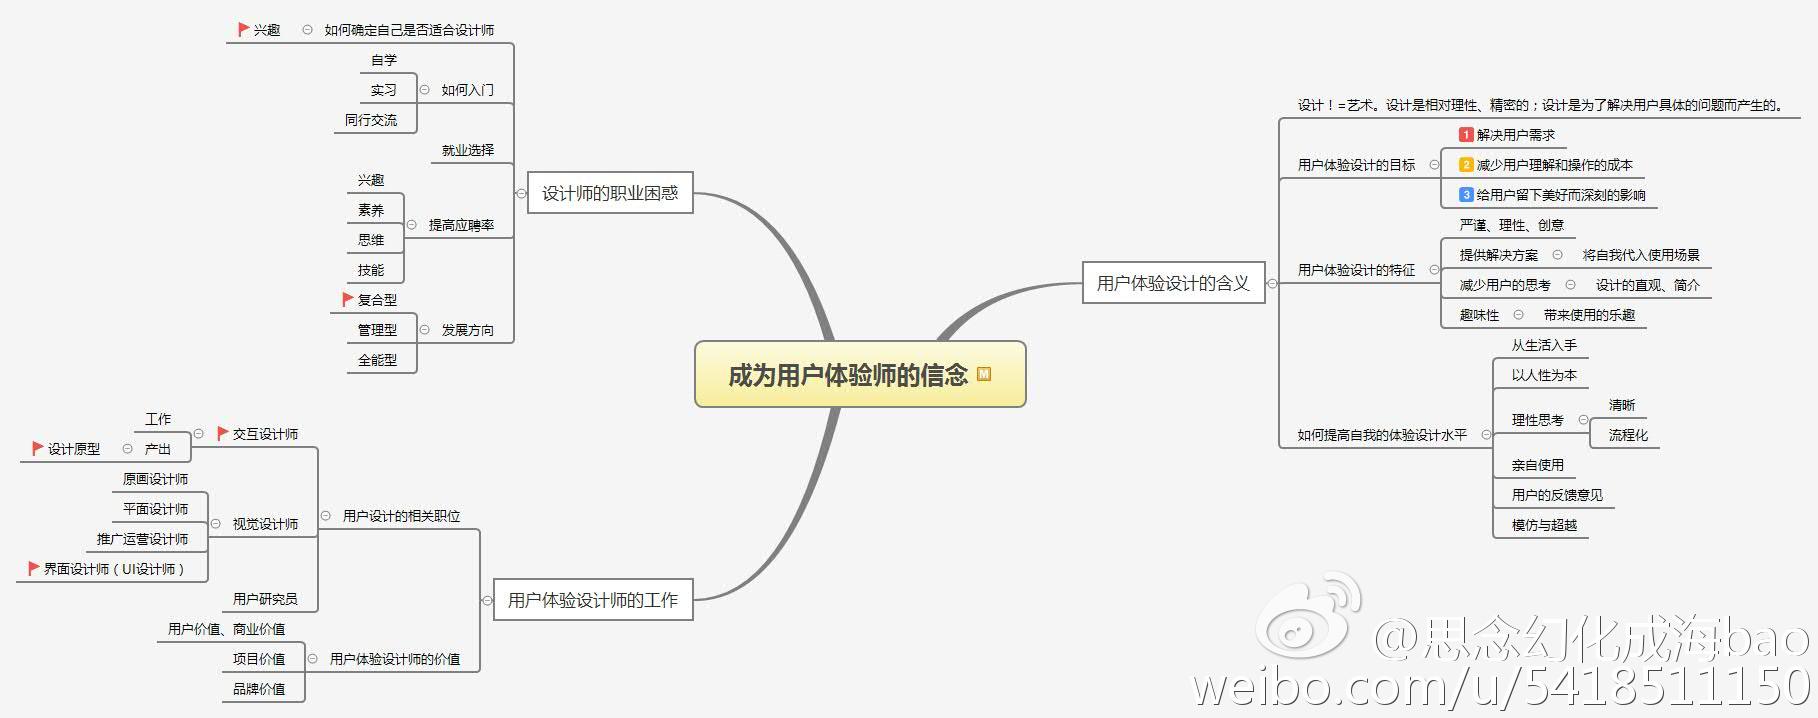 成为用户体验师的信念
M
用户体验设计的含义
设计！=艺术。设计是相对理性、精密的；设计是为了解决用户具体的问题而产生的。
用户体验设计的目标
1 解决用户需求
2 减少用户理解和操作的成本
3 给用户留下美好而深刻的影响
用户体验设计的特征
严谨、理性、创意
提供解决方案
将自我代入使用场景
减少用户的思考
设计的直观、简介
趣味性
带来使用的乐趣
如何提高自我的体验设计水平
从生活入手
以人性为本
理性思考
清晰
流程化
亲自使用
用户的反馈意见
模仿与超越
设计师的职业困惑
如何确定自己是否适合设计师
兴趣
如何入门
自学
实习
同行交流
就业选择
提高应聘率
兴趣
素养
思维
技能
发展方向
复合型
管理型
全能型
用户体验设计师的工作
用户设计的相关职位
交互设计师
工作
产出
设计原型
视觉设计师
原画设计师
平面设计师
推广运营设计师
界面设计师（UI设计师）
用户研究员
用户体验设计师的价值
用户价值、商业价值
项目价值
品牌价值
@思念幻化成海bao
weibo.com/u/5418511150